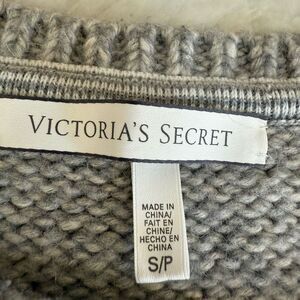 VICTORIA'S SECRET
MADE IN
CHINA/
FAIT EN
CHINE/
HECHO EN
CHINA
S/P